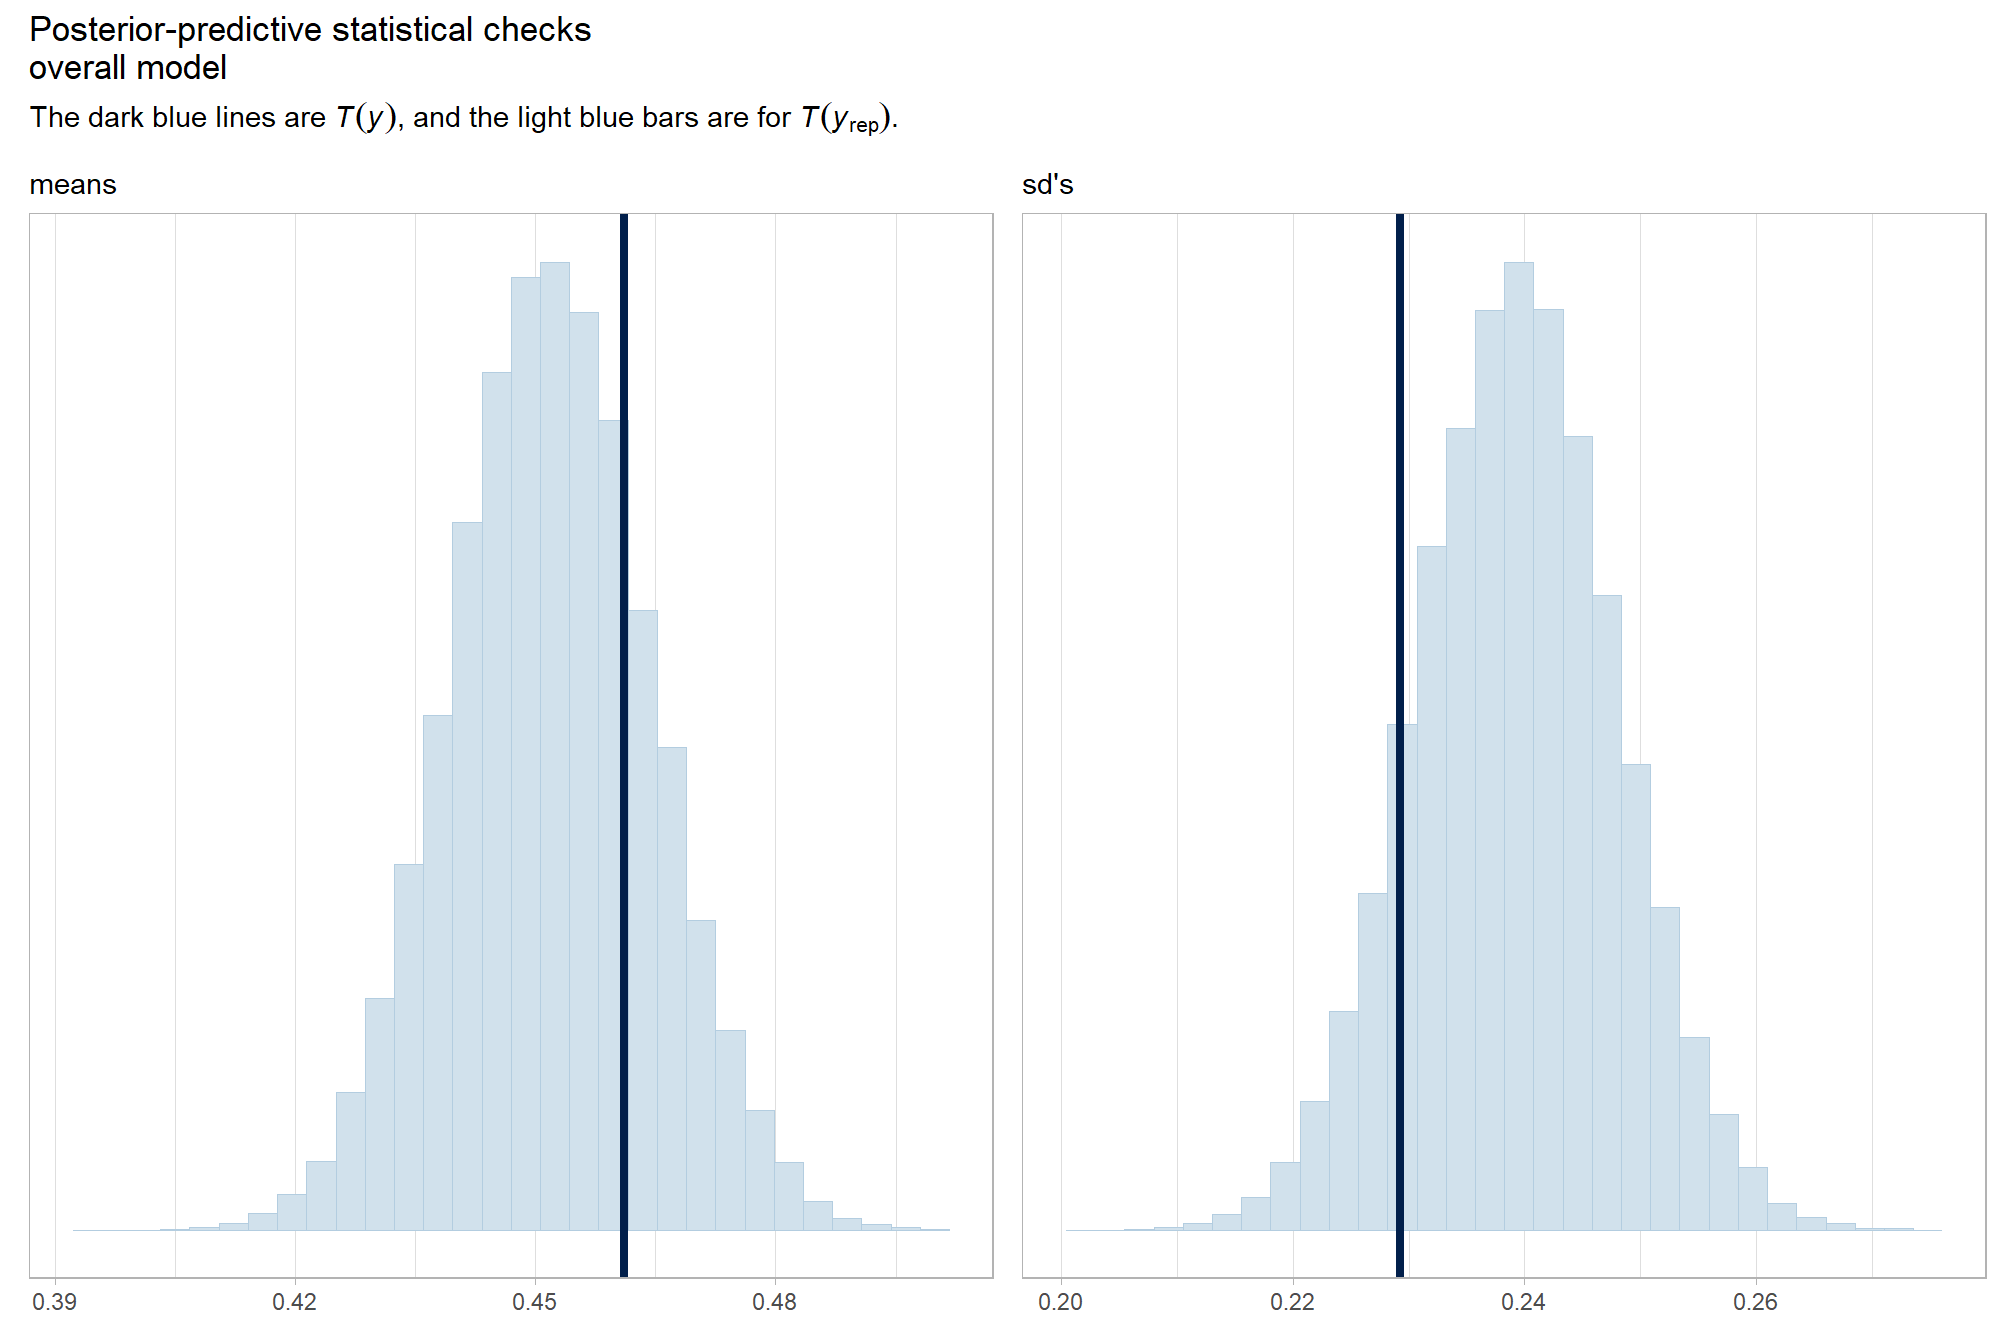 Posterior-predictive statistical checks
overall model
The dark blue lines are T(y), and the light blue bars are for T(yrep).
means
sd's
0.39 0.42 0.45 0.48
0.20 0.22 0.24 0.26